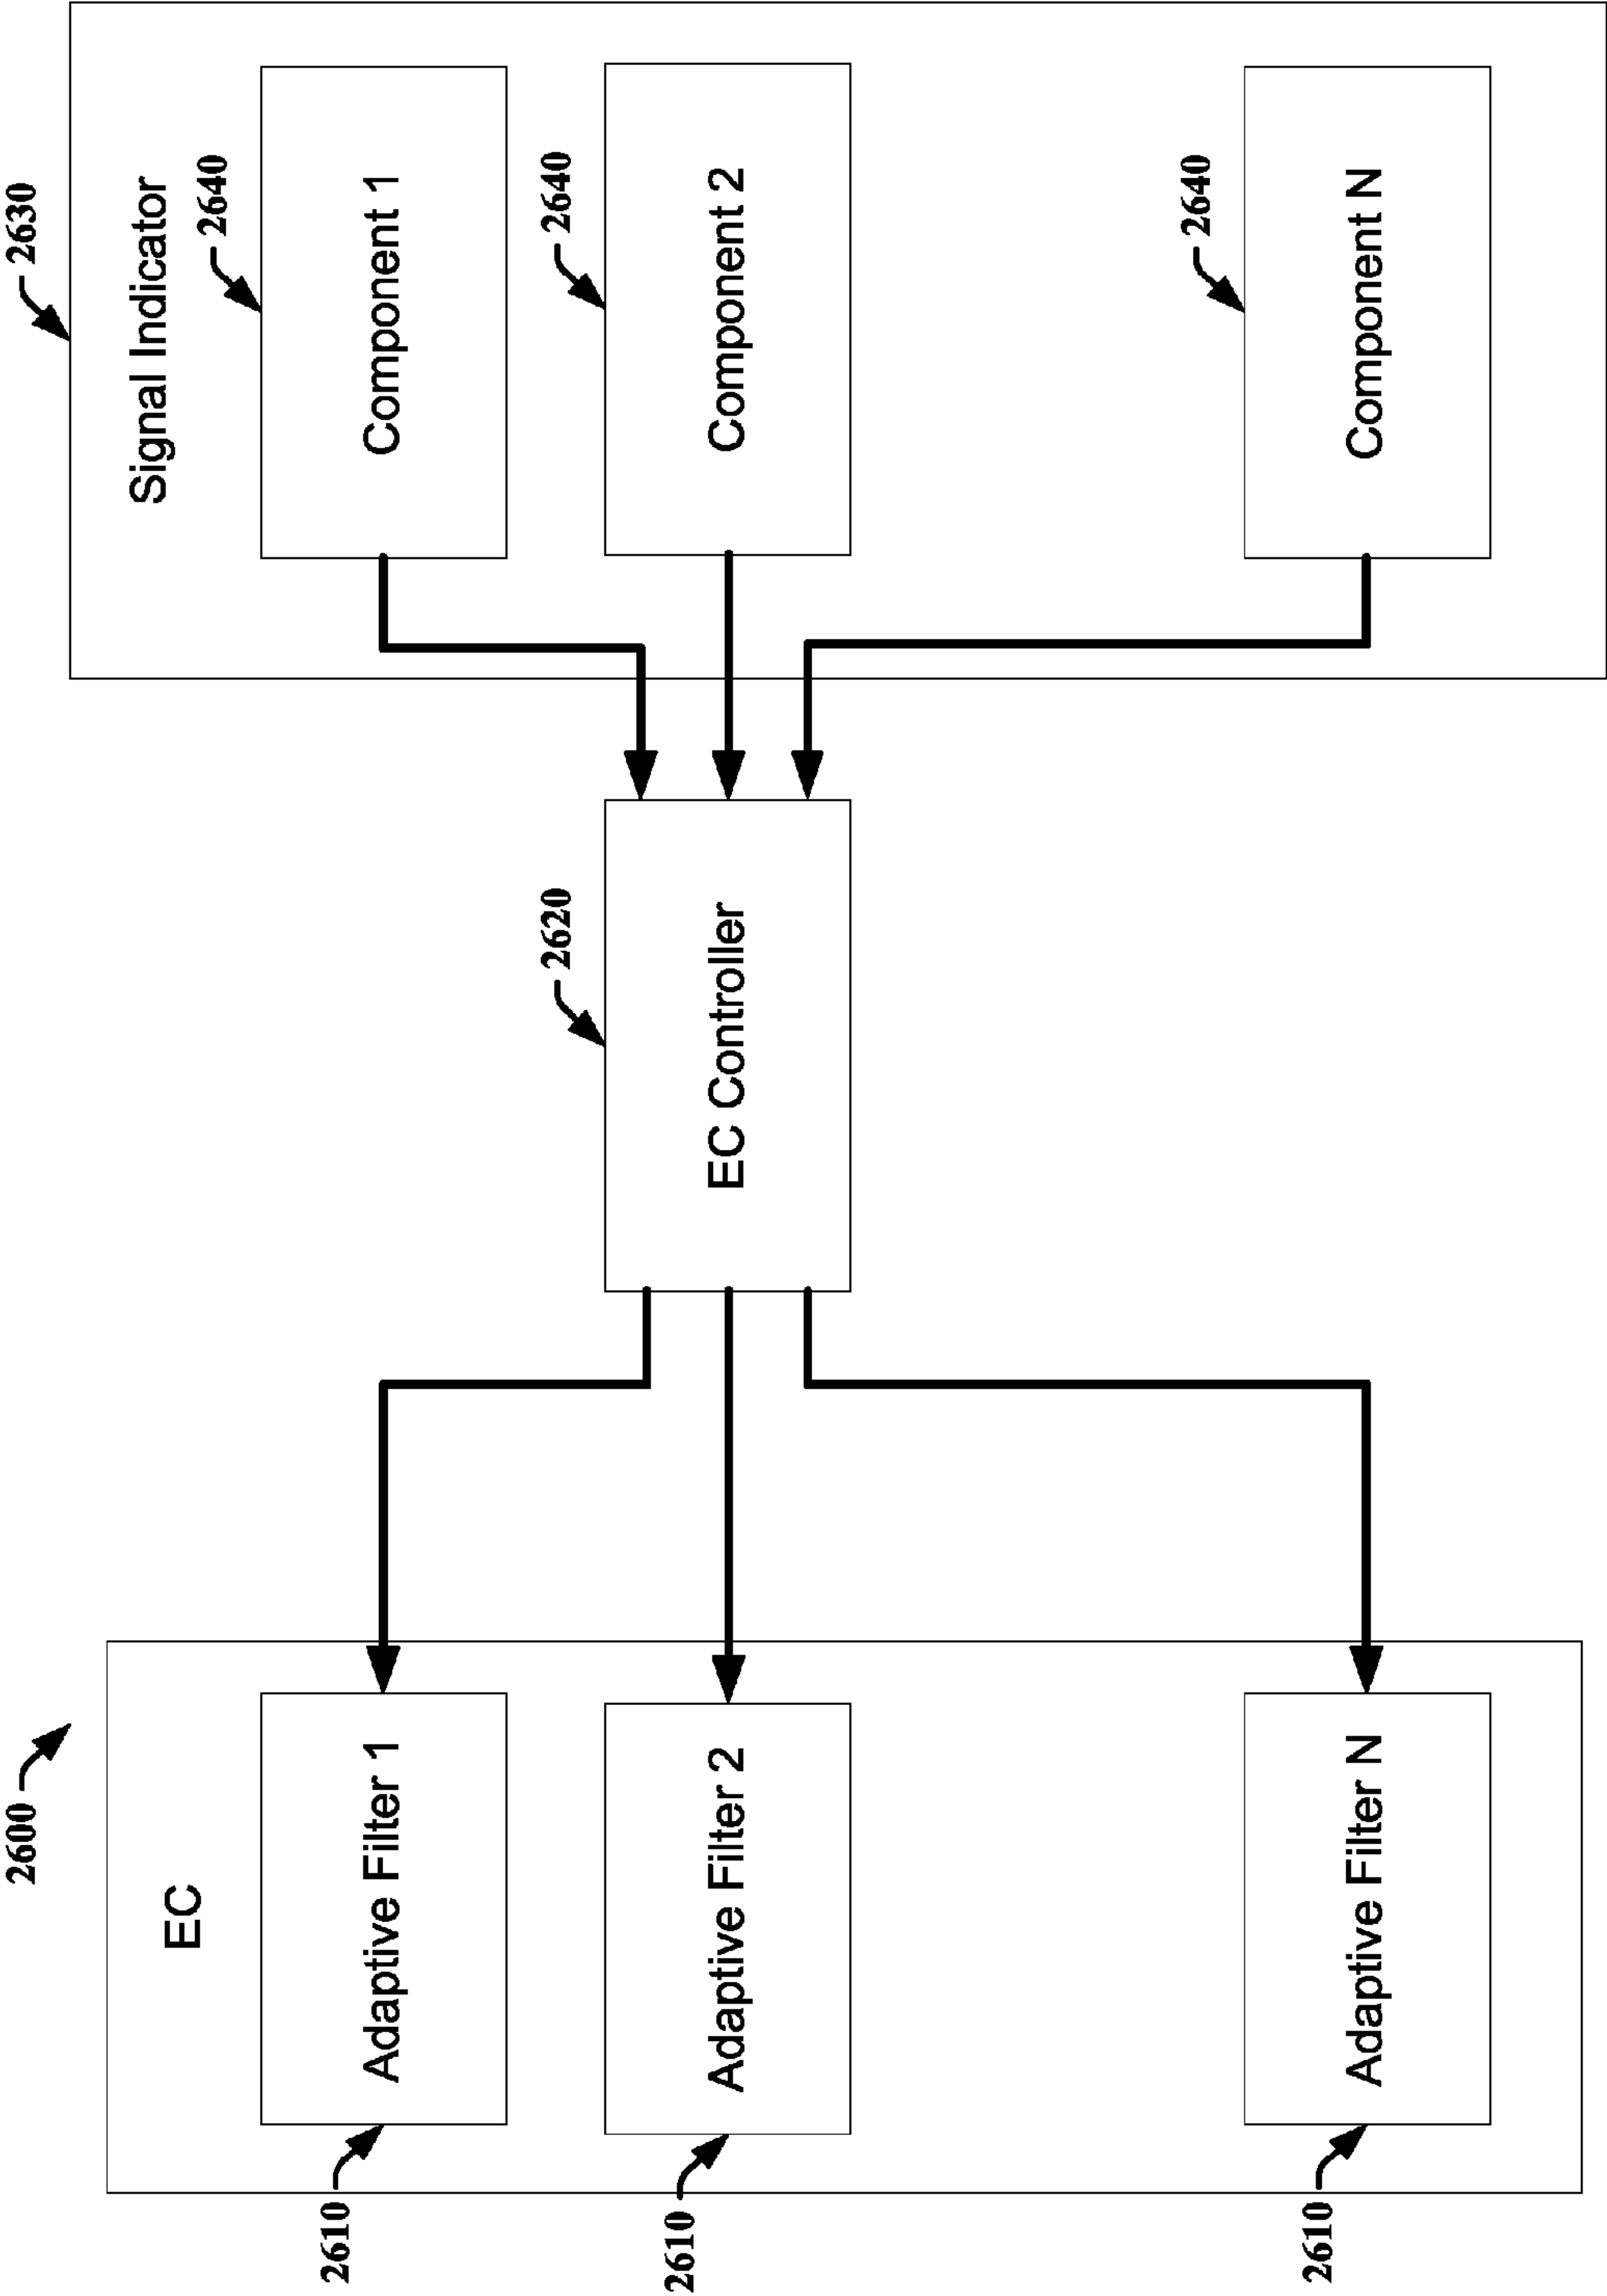 2600
2630
EC
Signal Indicator
2610
Adaptive Filter 1
2640
Component 1
2620
2610
Adaptive Filter 2
EC Controller
2640
Component 2
2610
Adaptive Filter N
2640
Component N